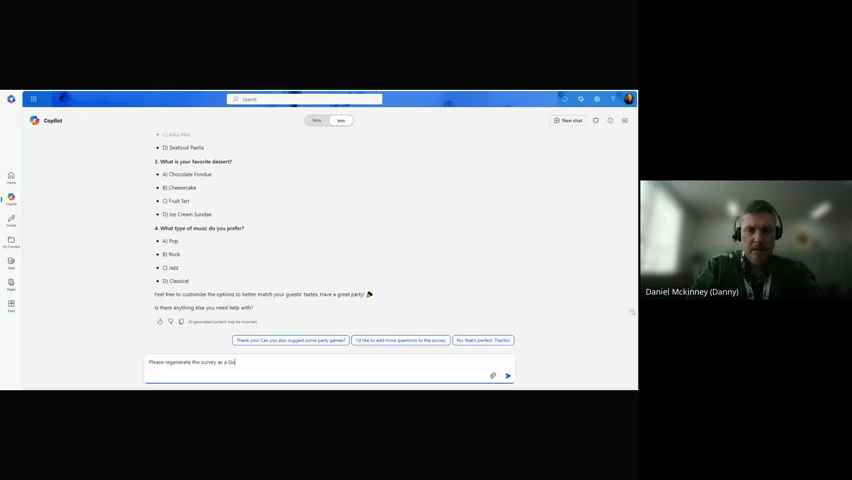 Search
Copilot
Work
Web
New chat
C) BBQ Ribs
D) Seafood Paella
3. What is your favorite dessert?
A) Chocolate Fondue
B) Cheesecake
C) Fruit Tart
D) Ice Cream Sundae
4. What type of music do you prefer?
A) Pop
B) Rock
C) Jazz
D) Classical
Feel free to customize the options to better match your guests' tastes. Have a great party!
Is there anything else you need help with?
AI-generated content may be incorrect
Thank you! Can you also suggest some party games?
I'd like to add more questions to the survey.
No, that's perfect. Thanks!
Please regenerate the survey as a Go
Home
Copilot
Create
My Content
Feed
Pages
Apps
Daniel Mckinney (Danny)